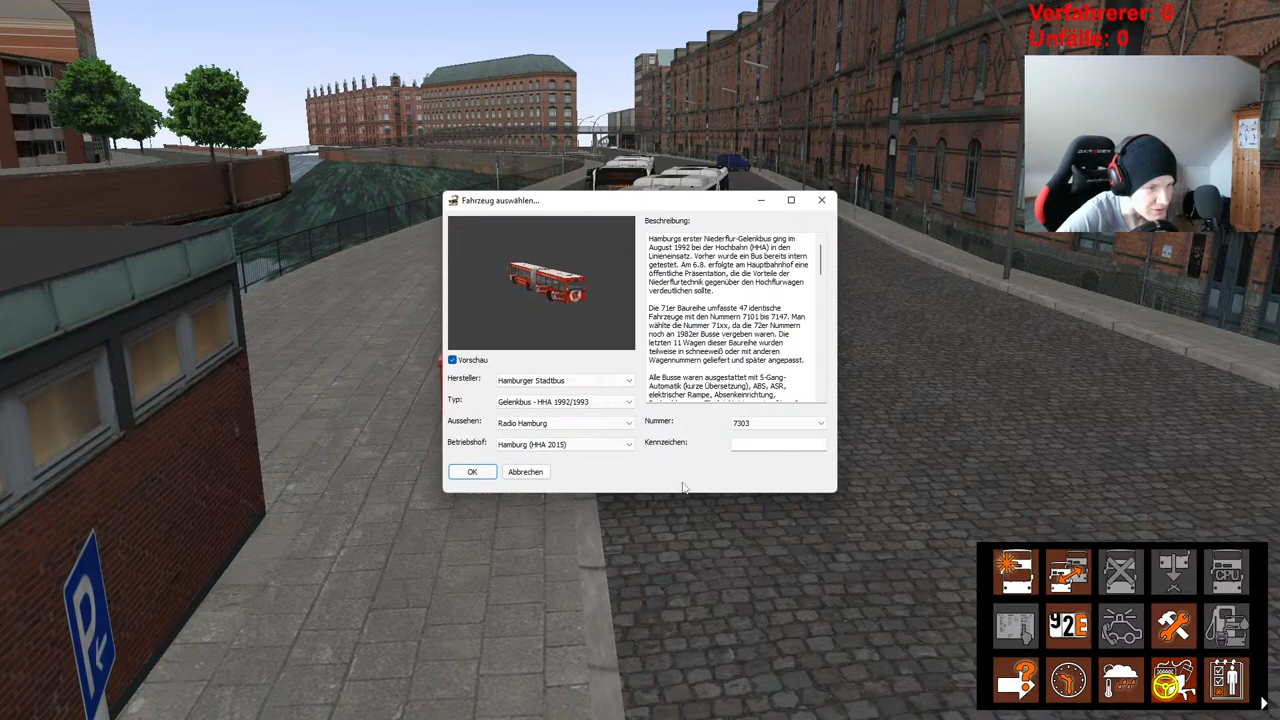 Verfahrerer: 0
Unfälle: 0
Fahrzeug auswählen...
Beschreibung:
Hamburgs erster Niederflur-Gelenkbus ging im
August 1992 bei der Hochbahn (HHA) in den
Linieneinsatz. Vorher wurde ein Bus bereits intern
getestet. Am 6.8. erfolgte am Hauptbahnhof eine
öffentliche Präsentation, die die Vorteile der
Niederflurtechnik gegenüber den Hochflurwagen
verdeutlichen sollte.
Die 71er Baureihe umfasste 47 identische
Fahrzeuge mit den Nummern 7101 bis 7147. Man
wählte die Nummer 71xx, da die 72er Nummern
noch an 1982er Busse vergeben waren. Die
letzten 11 Wagen dieser Baureihe wurden
teilweise in schneeweiß oder mit anderen
Wagennummern geliefert und später angepasst.
Alle Busse waren ausgestattet mit 5-Gang-
Automatik (kurze Übersetzung), ABS, ASR,
elektrischer Rampe, Absenkeinrichtung,
Vorschau
Hersteller: Hamburger Stadtbus
Typ: Gelenkbus - HHA 1992/1993
Aussehen: Radio Hamburg
Nummer: 7303
Betriebshof: Hamburg (HHA 2015)
Kennzeichen:
OK Abbrechen
CPU
92E
P